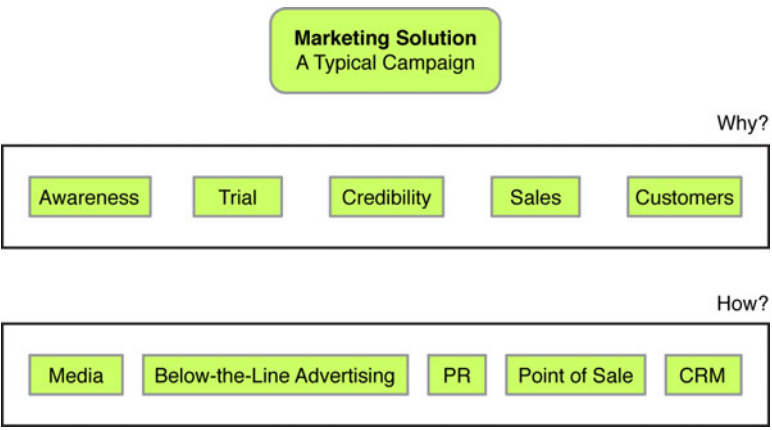 Marketing Solution
A Typical Campaign
Why?
Awareness Trial Credibility Sales Customers
How?
Media Below-the-Line Advertising PR Point of Sale CRM